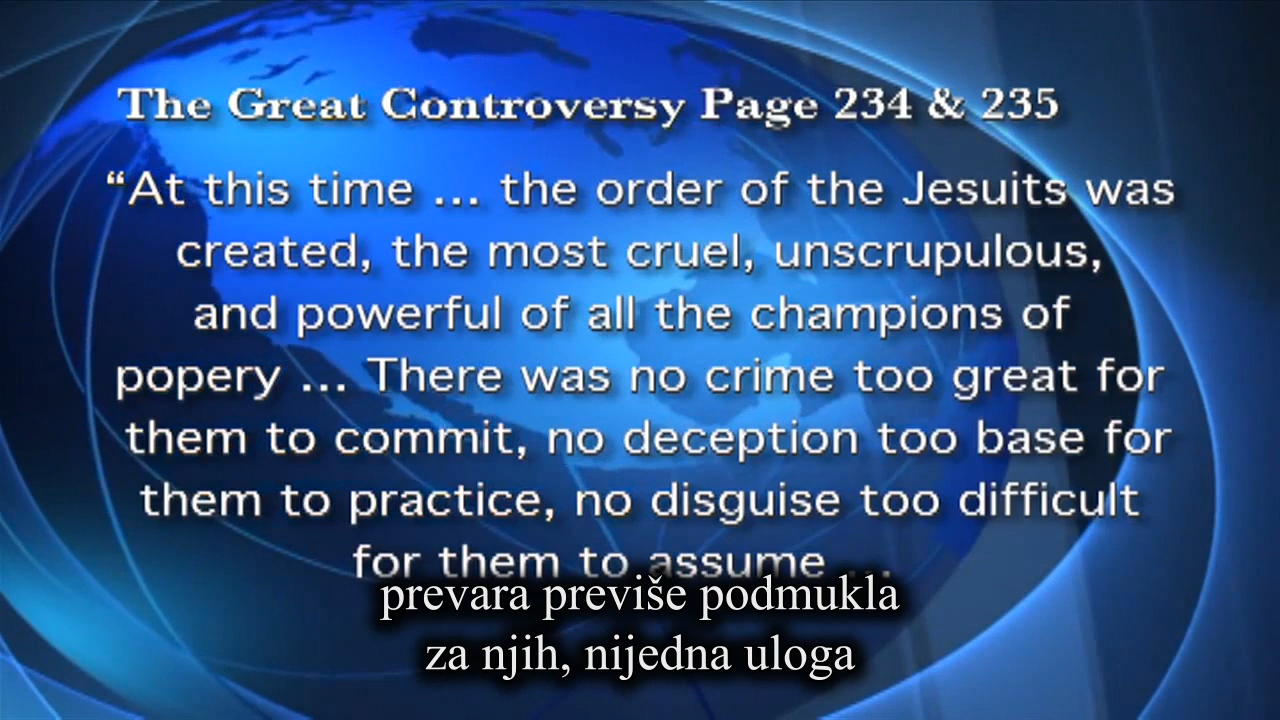 The Great Controversy Page 234 & 235
“At this time ... the order of the Jesuits was
created, the most cruel, unscrupulous,
and powerful of all the champions of
popery ... There was no crime too great for
them to commit, no deception too base for
them to practice, no disguise too difficult
for them to assume ...
prevara previše podmukla
za njih, nijedna uloga